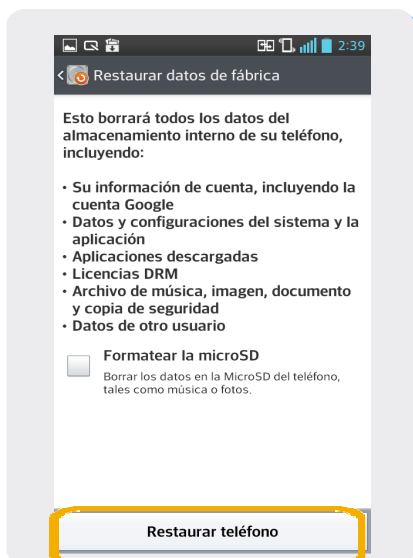 2:39
Restaurar datos de fábrica
Esto borrará todos los datos del
almacenamiento interno de su teléfono,
incluyendo:
• Su información de cuenta, incluyendo la
cuenta Google
• Datos y configuraciones del sistema y la
aplicación
• Aplicaciones descargadas
• Licencias DRM
• Archivo de música, imagen, documento
y copia de seguridad
• Datos de otro usuario
Formatear la microSD
Borrar los datos en la MicroSD del teléfono,
tales como música o fotos.
Restaurar teléfono